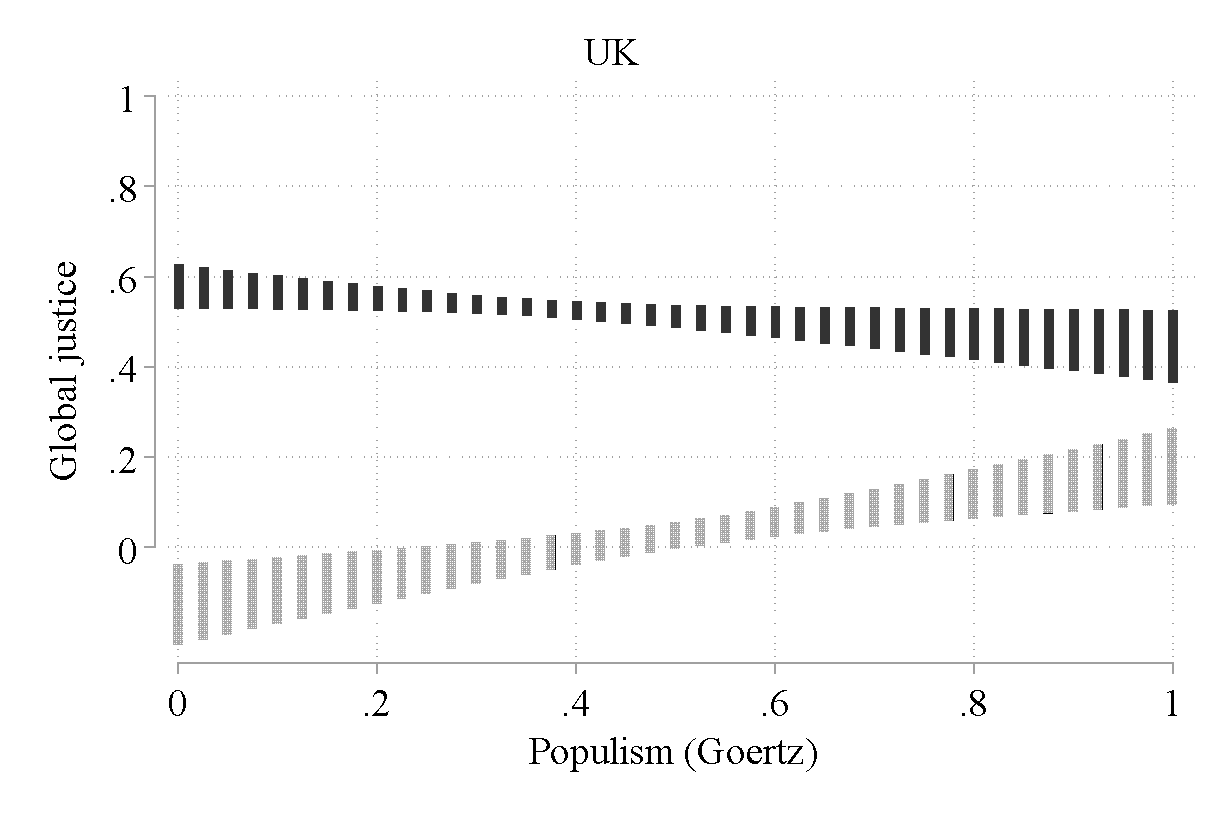 UK
1
.8
.6
.4
.2
0
Global justice
0 .2 .4 .6 .8 1
Populism (Goertz)